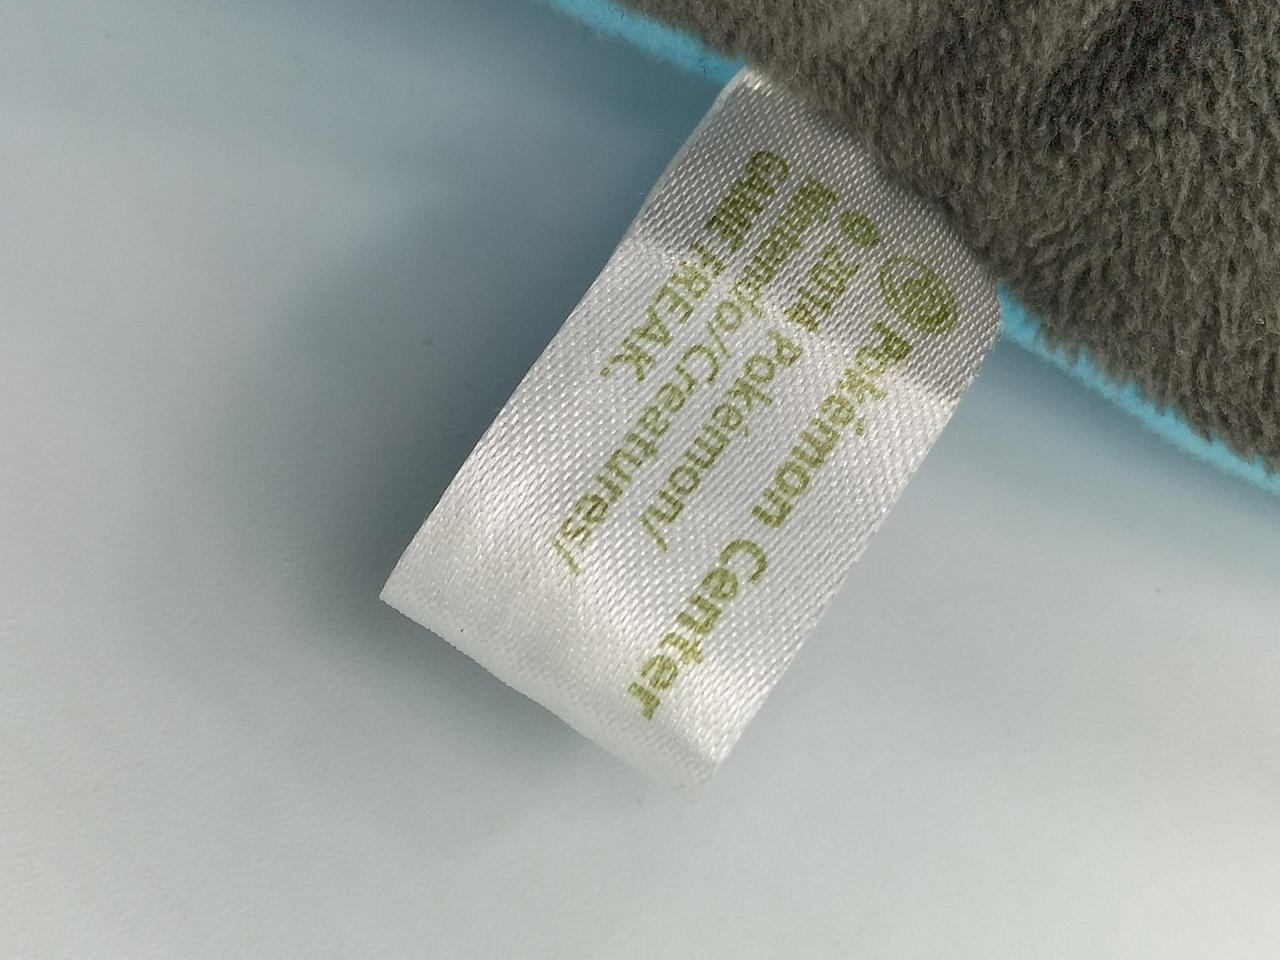 Pokémon Center
© 2014 Pokémon/
Nintendo/Creatures/
GAME FREAK.